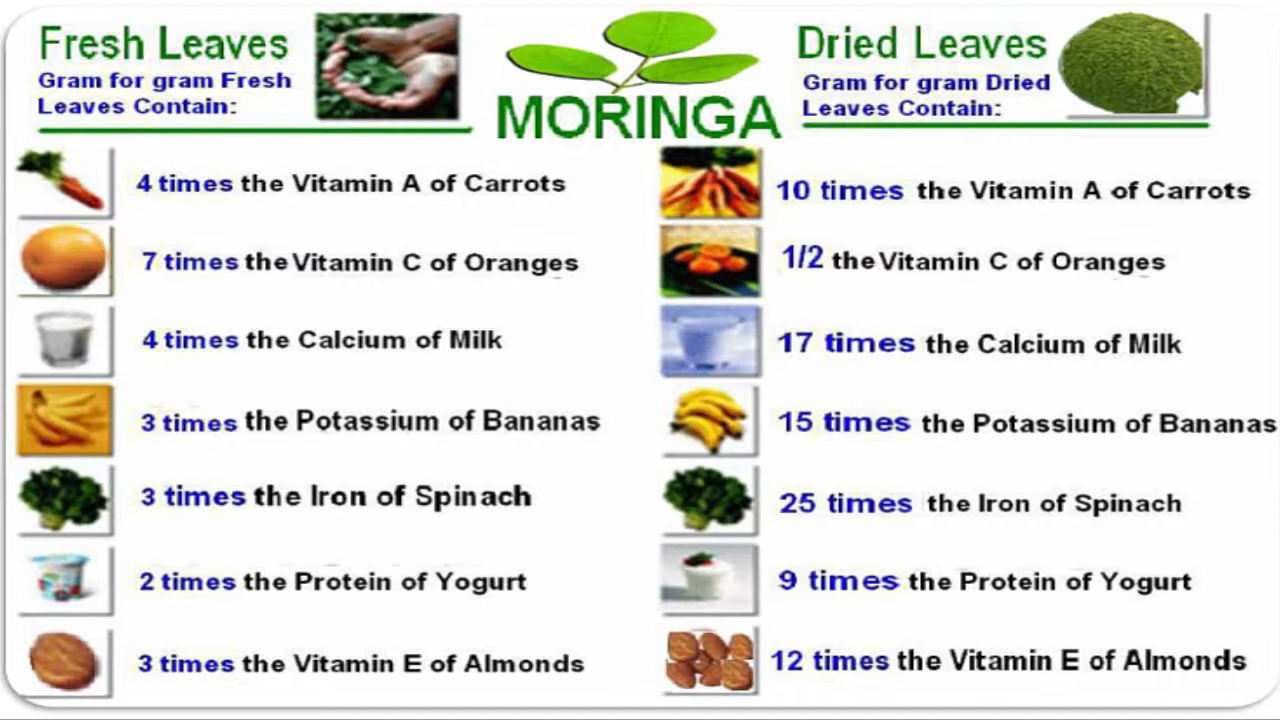 Fresh Leaves
Gram for gram Fresh
Leaves Contain:
MORINGA
Dried Leaves
Gram for gram Dried
Leaves Contain:
4 times the Vitamin A of Carrots
7 times the Vitamin C of Oranges
4 times the Calcium of Milk
3 times the Potassium of Bananas
3 times the Iron of Spinach
2 times the Protein of Yogurt
3 times the Vitamin E of Almonds
10 times the Vitamin A of Carrots
1/2 the Vitamin C of Oranges
17 times the Calcium of Milk
15 times the Potassium of Bananas
25 times the Iron of Spinach
9 times the Protein of Yogurt
12 times the Vitamin E of Almonds